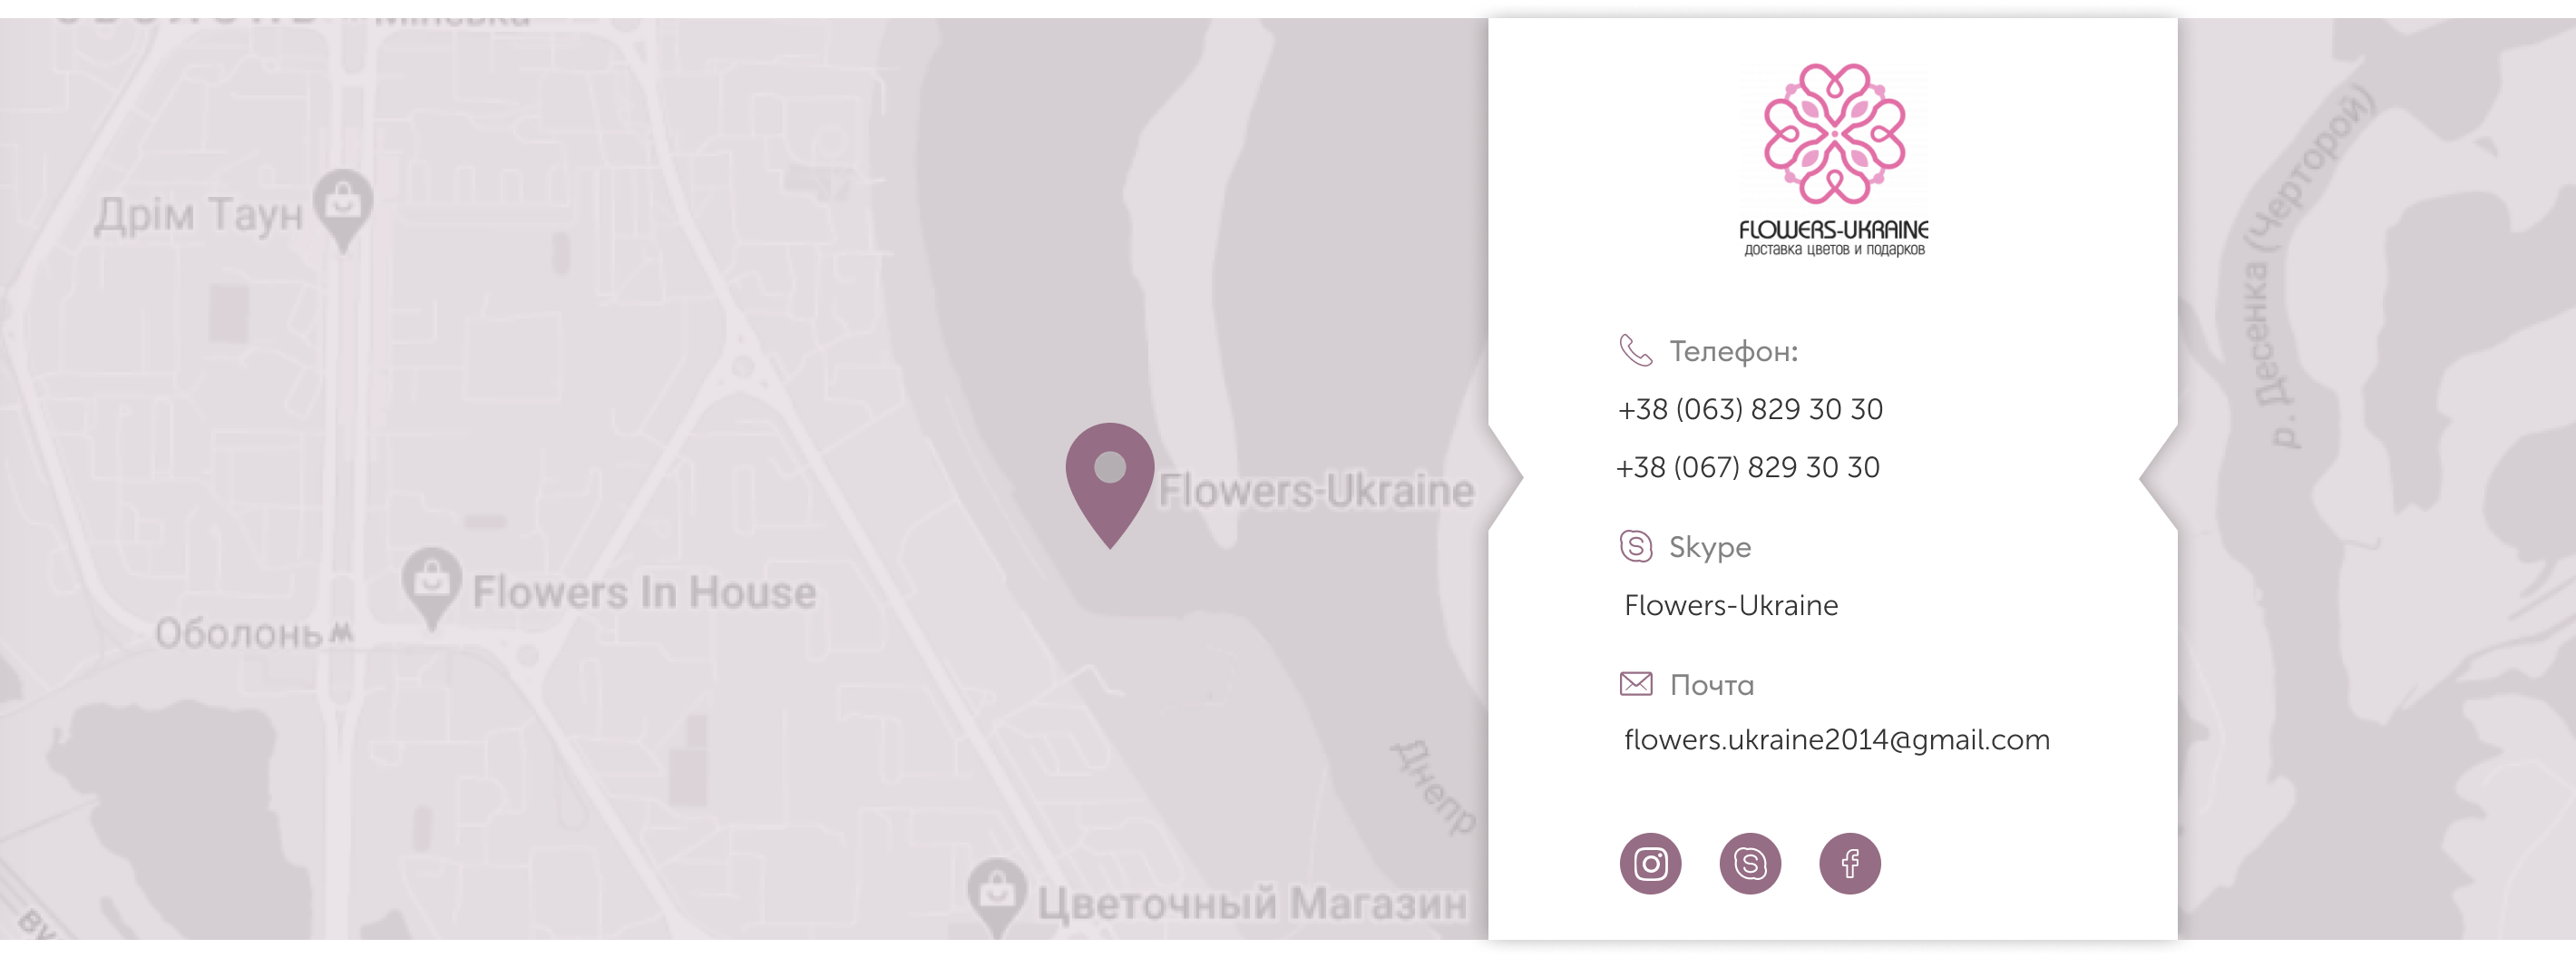 Мінська
Дрім Таун
Flowers-Ukraine
Flowers In House
Оболонь
Днепр
Цветочный Магазин
FLOWERS-UKRAINE
доставка цветов и подарков
Телефон:
+38 (063) 829 30 30
+38 (067) 829 30 30
Skype
Flowers-Ukraine
Почта
flowers.ukraine2014@gmail.com
р. Десенка (Черторой)